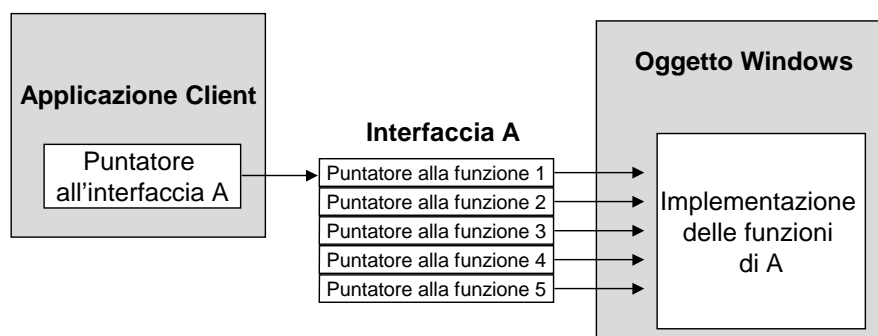 Applicazione Client
Puntatore
all'interfaccia A
Interfaccia A
Puntatore alla funzione 1
Puntatore alla funzione 2
Puntatore alla funzione 3
Puntatore alla funzione 4
Puntatore alla funzione 5
Oggetto Windows
Implementazione
delle funzioni
di A